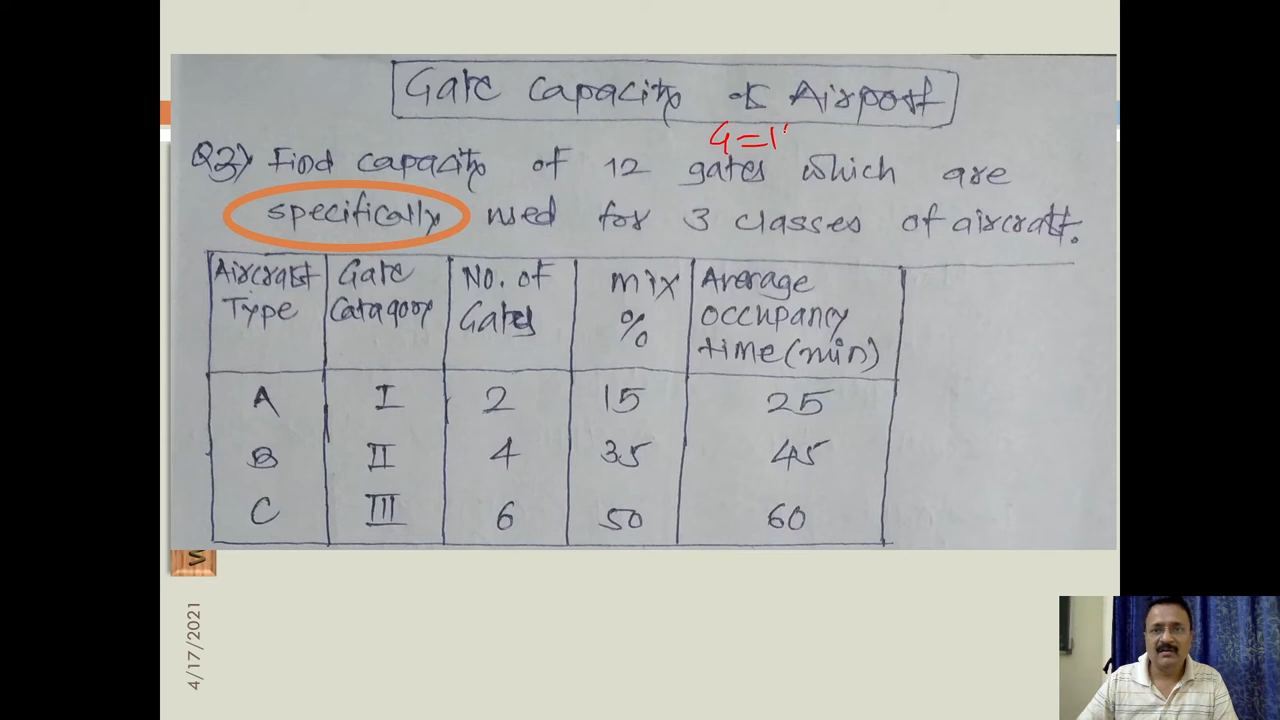 Gate Capacity of Airport
G=1
Q3) Find capacity of 12 gates which are
specifically used for 3 classes of aircraft.
Aircraft Type | Gate Catagory | No. of Gates | mix % | Average occupancy time (min)
A | I | 2 | 15 | 25
B | II | 4 | 35 | 45
C | III | 6 | 50 | 60
W
4/17/2021